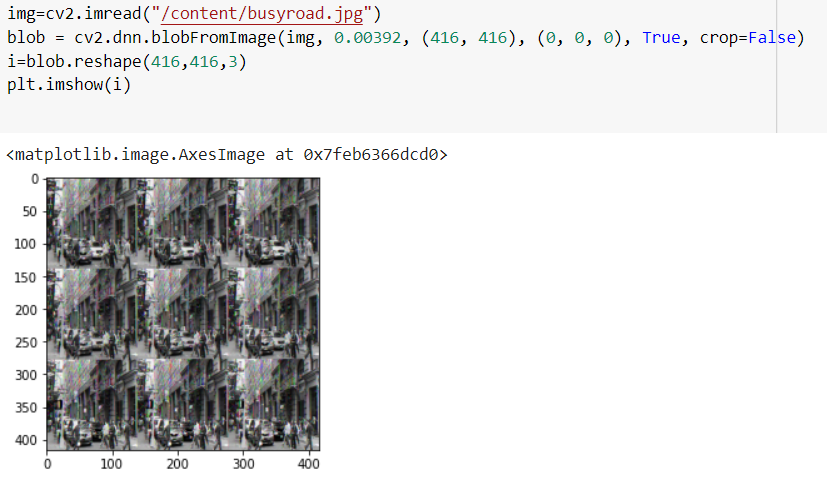 img=cv2.imread("/content/busyroad.jpg")
blob = cv2.dnn.blobFromImage(img, 0.00392, (416, 416), (0, 0, 0), True, crop=False)
i=blob.reshape(416,416,3)
plt.imshow(i)
<matplotlib.image.AxesImage at 0x7feb6366dcd0>
0
50
100
150
200
250
300
350
400
0 100 200 300 400